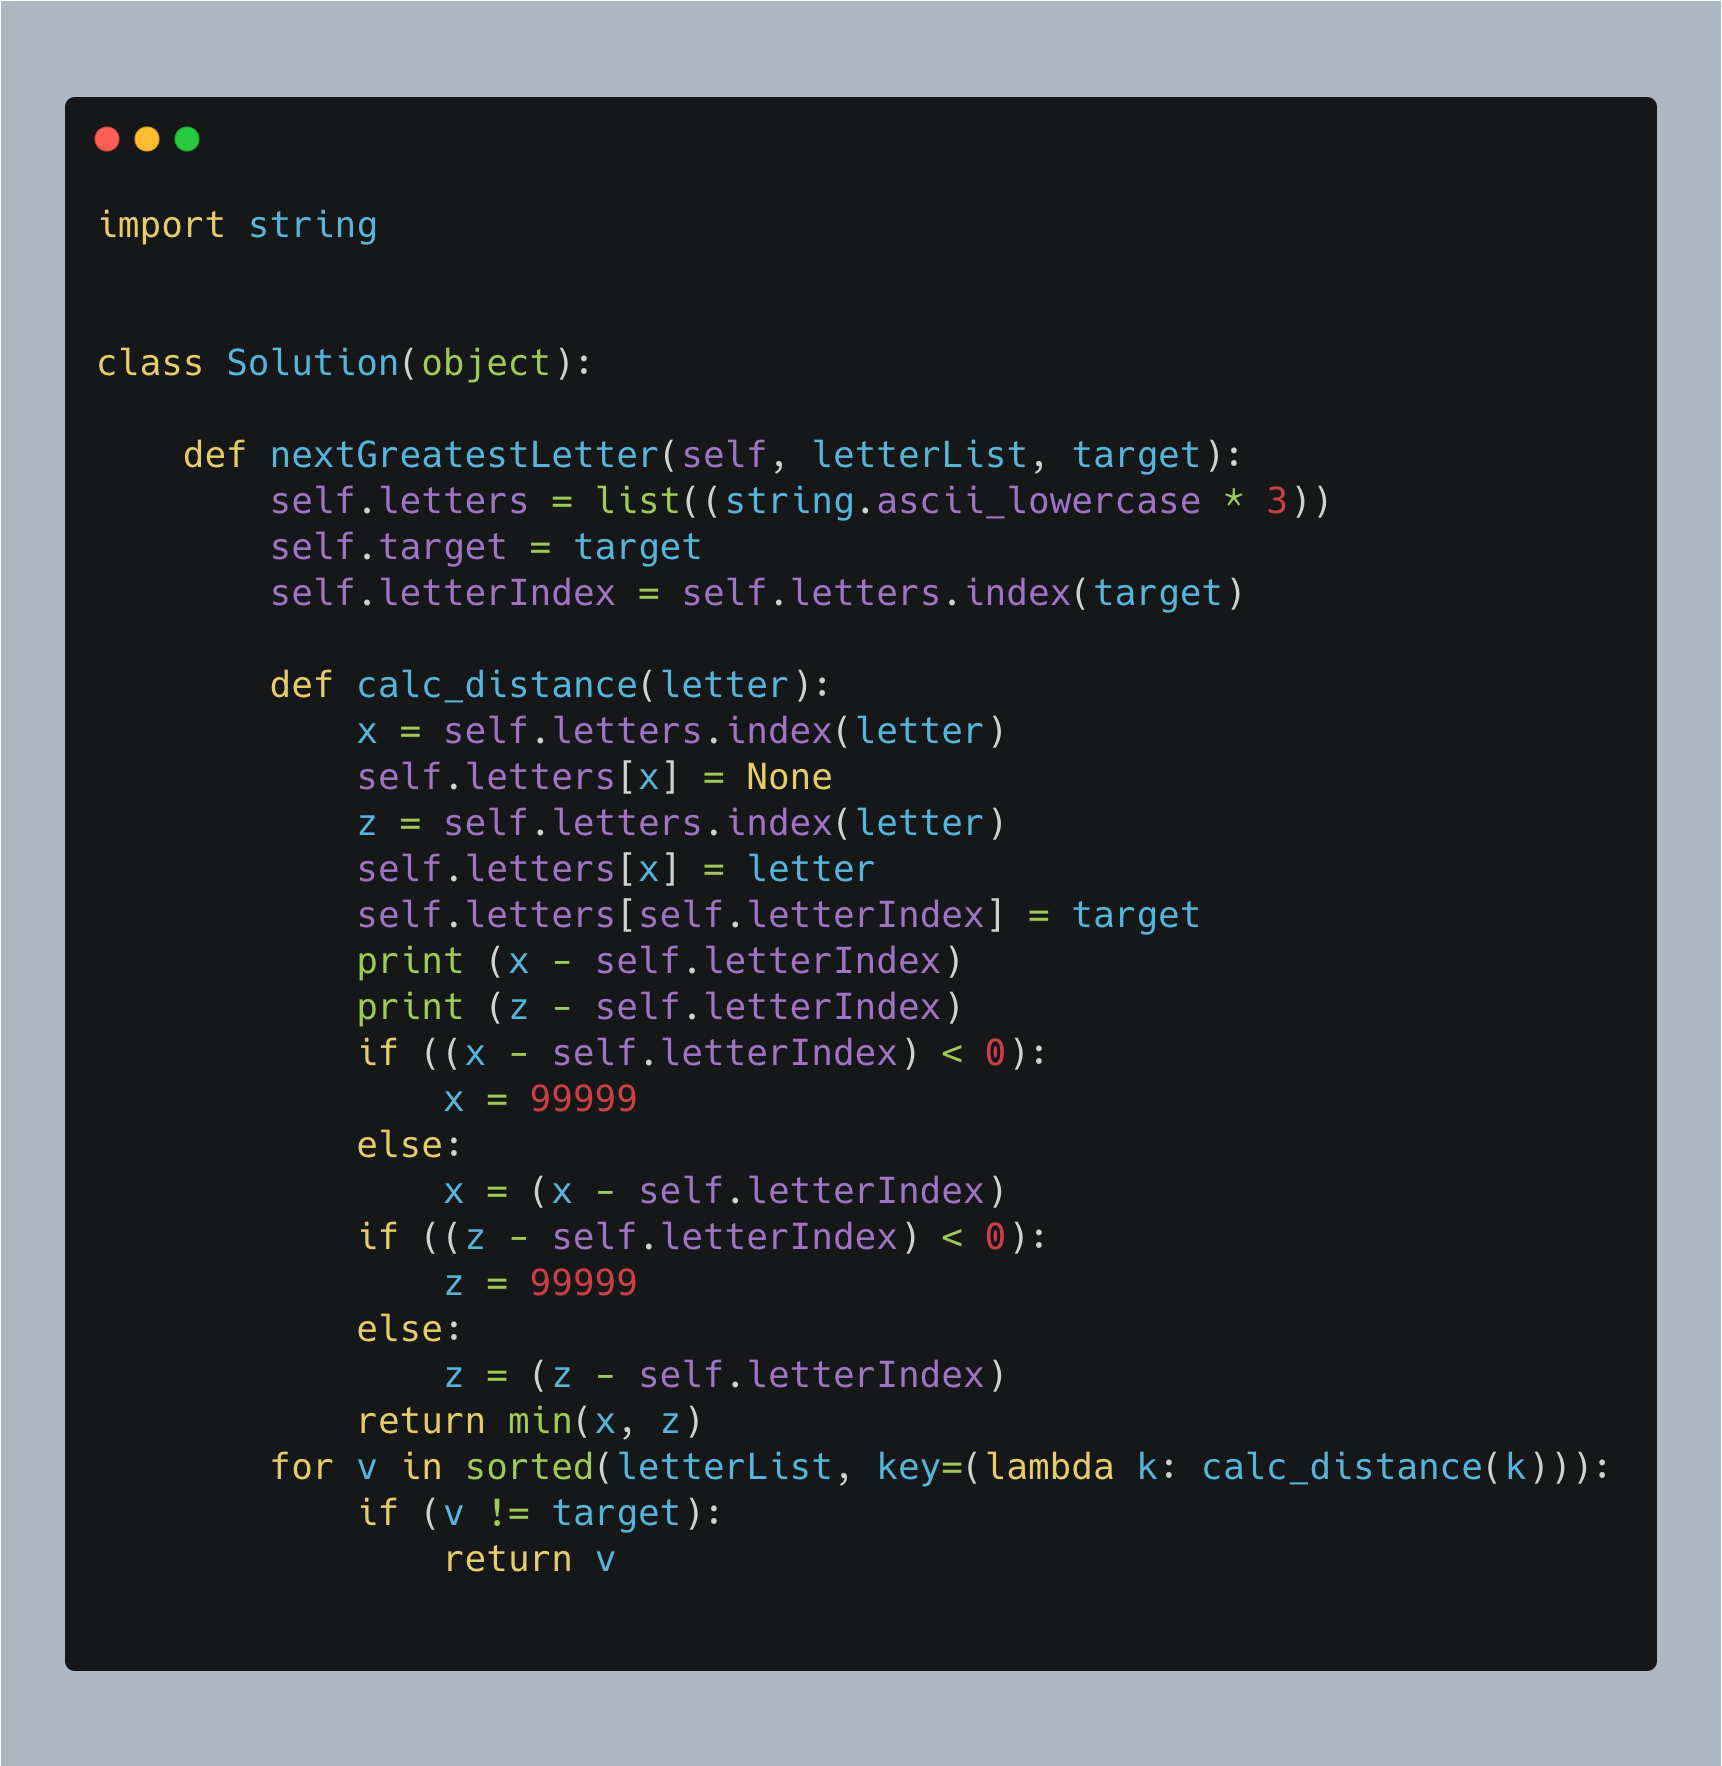 import string
class Solution(object):
    def nextGreatestLetter(self, letterList, target):
        self.letters = list((string.ascii_lowercase * 3))
        self.target = target
        self.letterIndex = self.letters.index(target)
        def calc_distance(letter):
            x = self.letters.index(letter)
            self.letters[x] = None
            z = self.letters.index(letter)
            self.letters[x] = letter
            self.letters[self.letterIndex] = target
            print (x - self.letterIndex)
            print (z - self.letterIndex)
            if ((x - self.letterIndex) < 0):
                x = 99999
            else:
                x = (x - self.letterIndex)
            if ((z - self.letterIndex) < 0):
                z = 99999
            else:
                z = (z - self.letterIndex)
            return min(x, z)
        for v in sorted(letterList, key=(lambda k: calc_distance(k))):
            if (v != target):
                return v